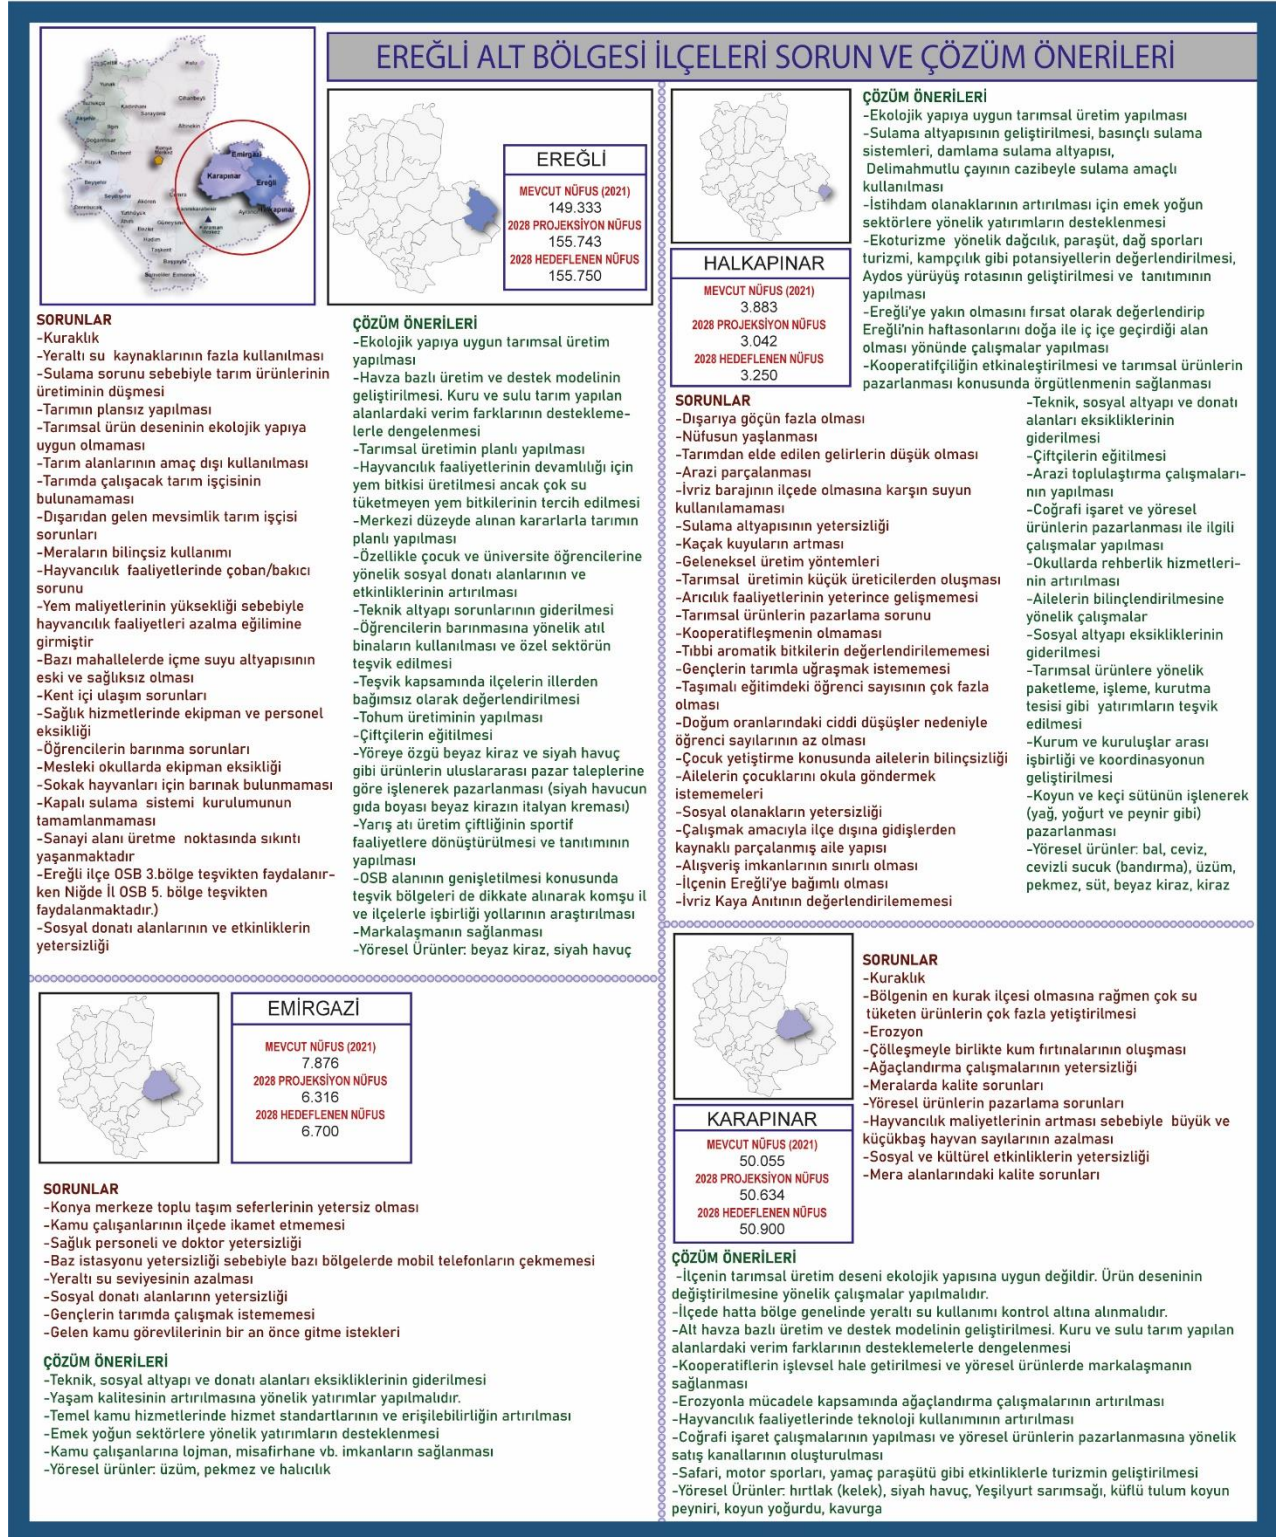 EREĞLİ ALT BÖLGESİ İLÇELERİ SORUN VE ÇÖZÜM ÖNERİLERİ
Emirgazi
Karapınar
Ereğli
EREĞLİ
MEVCUT NÜFUS (2021)
149.333
2028 PROJEKSİYON NÜFUS
155.743
2028 HEDEFLENEN NÜFUS
155.750
SORUNLAR
-Kuraklık
-Yeraltı su kaynaklarının fazla kullanılması
-Sulama sorunu sebebiyle tarım ürünlerinin
üretiminin düşmesi
-Tarımın plansız yapılması
-Tarımsal ürün deseninin ekolojik yapıya
uygun olmaması
-Tarım alanlarının amaç dışı kullanılması
-Tarımda çalışacak tarım işçisinin
bulunamaması
-Dışarıdan gelen mevsimlik tarım işçisi
sorunları
-Meraların bilinçsiz kullanımı
-Hayvancılık faaliyetlerinde çoban/bakıcı
sorunu
-Yem maliyetlerinin yüksekliği sebebiyle
hayvancılık faaliyetleri azalma eğilimine
girmiştir
-Bazı mahallelerde içme suyu altyapısının
eski ve sağlıksız olması
-Kent içi ulaşım sorunları
-Sağlık hizmetlerinde ekipman ve personel
eksikliği
-Öğrencilerin barınma sorunları
-Mesleki okullarda ekipman eksikliği
-Sokak hayvanları için barınak bulunmaması
-Kapalı sulama sistemi kurulumunun
tamamlanmaması
-Sanayi alanı üretme noktasında sıkıntı
yaşanmaktadır
-Ereğli ilçe OSB 3.bölge teşvikten faydalanır-
ken Niğde İl OSB 5. bölge teşvikten
faydalanmaktadır.)
-Sosyal donatı alanlarının ve etkinliklerin
yetersizliği
ÇÖZÜM ÖNERİLERİ
-Ekolojik yapıya uygun tarımsal üretim
yapılması
-Havza bazlı üretim ve destek modelinin
geliştirilmesi. Kuru ve sulu tarım yapılan
alanlardaki verim farklarının destekleme-
lerle dengelenmesi
-Tarımsal üretimin planlı yapılması
-Hayvancılık faaliyetlerinin devamlılığı için
yem bitkisi üretilmesi ancak çok su
tüketmeyen yem bitkilerinin tercih edilmesi
-Merkezi düzeyde alınan kararlarla tarımın
planlı yapılması
-Özellikle çocuk ve üniversite öğrencilerine
yönelik sosyal donatı alanlarının ve
etkinliklerinin artırılması
-Teknik altyapı sorunlarının giderilmesi
-Öğrencilerin barınmasına yönelik atıl
binaların kullanılması ve özel sektörün
teşvik edilmesi
-Teşvik kapsamında ilçelerin illerden
bağımsız olarak değerlendirilmesi
-Tohum üretiminin yapılması
-Çiftçilerin eğitilmesi
-Yöreye özgü beyaz kiraz ve siyah havuç
gibi ürünlerin uluslararası pazar taleplerine
göre işlenerek pazarlanması (siyah havucun
gıda boyası beyaz kirazın italyan kreması)
-Yarış atı üretim çiftliğinin sportif
faaliyetlere dönüştürülmesi ve tanıtımının
yapılması
-OSB alanının genişletilmesi konusunda
teşvik bölgeleri de dikkate alınarak komşu il
ve ilçelerle işbirliği yollarının araştırılması
-Markalaşmanın sağlanması
-Yöresel Ürünler: beyaz kiraz, siyah havuç
HALKAPINAR
MEVCUT NÜFUS (2021)
3.883
2028 PROJEKSİYON NÜFUS
3.042
2028 HEDEFLENEN NÜFUS
3.250
ÇÖZÜM ÖNERİLERİ
-Ekolojik yapıya uygun tarımsal üretim yapılması
-Sulama altyapısının geliştirilmesi, basınçlı sulama
sistemleri, damlama sulama altyapısı,
Delimahmutlu çayının cazibeyle sulama amaçlı
kullanılması
-İstihdam olanaklarının artırılması için emek yoğun
sektörlere yönelik yatırımların desteklenmesi
-Ekoturizme yönelik dağcılık, paraşüt, dağ sporları
turizmi, kampçılık gibi potansiyellerin değerlendirilmesi,
Aydos yürüyüş rotasının geliştirilmesi ve tanıtımının
yapılması
-Ereğli'ye yakın olmasını fırsat olarak değerlendirip
Ereğli'nin haftasonlarını doğa ile iç içe geçirdiği alan
olması yönünde çalışmalar yapılması
-Kooperatifçiliğin etkinaleştirilmesi ve tarımsal ürünlerin
pazarlanması konusunda örgütlenmenin sağlanması
SORUNLAR
-Dışarıya göçün fazla olması
-Nüfusun yaşlanması
-Tarımdan elde edilen gelirlerin düşük olması
-Arazi parçalanması
-İvriz barajının ilçede olmasına karşın suyun
kullanılamaması
-Sulama altyapısının yetersizliği
-Kaçak kuyuların artması
-Geleneksel üretim yöntemleri
-Tarımsal üretimin küçük üreticilerden oluşması
-Arıcılık faaliyetlerinin yeterince gelişmemesi
-Tarımsal ürünlerin pazarlama sorunu
-Kooperatifleşmenin olmaması
-Tıbbi aromatik bitkilerin değerlendirilememesi
-Gençlerin tarımla uğraşmak istememesi
-Taşımalı eğitimdeki öğrenci sayısının çok fazla
olması
-Doğum oranlarındaki ciddi düşüşler nedeniyle
öğrenci sayılarının az olması
-Çocuk yetiştirme konusunda ailelerin bilinçsizliği
-Ailelerin çocuklarını okula göndermek
istememeleri
-Sosyal olanakların yetersizliği
-Çalışmak amacıyla ilçe dışına gidişlerden
kaynaklı parçalanmış aile yapısı
-Alışveriş imkanlarının sınırlı olması
-İlçenin Ereğli'ye bağımlı olması
-İvriz Kaya Anıtının değerlendirilememesi
-Teknik, sosyal altyapı ve donatı
alanları eksikliklerinin
giderilmesi
-Çiftçilerin eğitilmesi
-Arazi toplulaştırma çalışmaları-
nın yapılması
-Coğrafi işaret ve yöresel
ürünlerin pazarlanması ile ilgili
çalışmalar yapılması
-Okullarda rehberlik hizmetleri-
nin artırılması
-Ailelerin bilinçlendirilmesine
yönelik çalışmalar
-Sosyal altyapı eksikliklerinin
giderilmesi
-Tarımsal ürünlere yönelik
paketleme, işleme, kurutma
tesisi gibi yatırımların teşvik
edilmesi
-Kurum ve kuruluşlar arası
işbirliği ve koordinasyonun
geliştirilmesi
-Koyun ve keçi sütünün işlenerek
(yağ, yoğurt ve peynir gibi)
pazarlanması
-Yöresel ürünler: bal, ceviz,
cevizli sucuk (bandırma), üzüm,
pekmez, süt, beyaz kiraz, kiraz
EMİRGAZİ
MEVCUT NÜFUS (2021)
7.876
2028 PROJEKSİYON NÜFUS
6.316
2028 HEDEFLENEN NÜFUS
6.700
SORUNLAR
-Konya merkeze toplu taşım seferlerinin yetersiz olması
-Kamu çalışanlarının ilçede ikamet etmemesi
-Sağlık personeli ve doktor yetersizliği
-Baz istasyonu yetersizliği sebebiyle bazı bölgelerde mobil telefonların çekmemesi
-Yeraltı su seviyesinin azalması
-Sosyal donatı alanlarınn yetersizliği
-Gençlerin tarımda çalışmak istememesi
-Gelen kamu görevlilerinin bir an önce gitme istekleri
ÇÖZÜM ÖNERİLERİ
-Teknik, sosyal altyapı ve donatı alanları eksikliklerinin giderilmesi
-Yaşam kalitesinin artırılmasına yönelik yatırımlar yapılmalıdır.
-Temel kamu hizmetlerinde hizmet standartlarının ve erişilebilirliğin artırılması
-Emek yoğun sektörlere yönelik yatırımların desteklenmesi
-Kamu çalışanlarına lojman, misafirhane vb. imkanların sağlanması
-Yöresel ürünler: üzüm, pekmez ve halıcılık
KARAPINAR
MEVCUT NÜFUS (2021)
50.055
2028 PROJEKSİYON NÜFUS
50.634
2028 HEDEFLENEN NÜFUS
50.900
SORUNLAR
-Kuraklık
-Bölgenin en kurak ilçesi olmasına rağmen çok su
tüketen ürünlerin çok fazla yetiştirilmesi
-Erozyon
-Çölleşmeyle birlikte kum fırtınalarının oluşması
-Ağaçlandırma çalışmalarının yetersizliği
-Meralarda kalite sorunları
-Yöresel ürünlerin pazarlama sorunları
-Hayvancılık maliyetlerinin artması sebebiyle büyük ve
küçükbaş hayvan sayılarının azalması
-Sosyal ve kültürel etkinliklerin yetersizliği
-Mera alanlarındaki kalite sorunları
ÇÖZÜM ÖNERİLERİ
-İlçenin tarımsal üretim deseni ekolojik yapısına uygun değildir. Ürün deseninin
değiştirilmesine yönelik çalışmalar yapılmalıdır.
-İlçede hatta bölge genelinde yeraltı su kullanımı kontrol altına alınmalıdır.
-Alt havza bazlı üretim ve destek modelinin geliştirilmesi. Kuru ve sulu tarım yapılan
alanlardaki verim farklarının desteklemelerle dengelenmesi
-Kooperatiflerin işlevsel hale getirilmesi ve yöresel ürünlerde markalaşmanın
sağlanması
-Erozyonla mücadele kapsamında ağaçlandırma çalışmalarının artırılması
-Hayvancılık faaliyetlerinde teknoloji kullanımının artırılması
-Coğrafi işaret çalışmalarının yapılması ve yöresel ürünlerin pazarlanmasına yönelik
satış kanallarının oluşturulması
-Safari, motor sporları, yamaç paraşütü gibi etkinliklerle turizmin geliştirilmesi
-Yöresel Ürünler: hırtlak (kelek), siyah havuç, Yeşilyurt sarımsağı, küflü tulum koyun
peyniri, koyun yoğurdu, kavurga